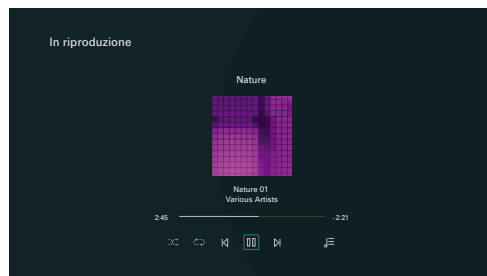 In riproduzione
Nature
Nature 01
Various Artists
2:45
-2:21